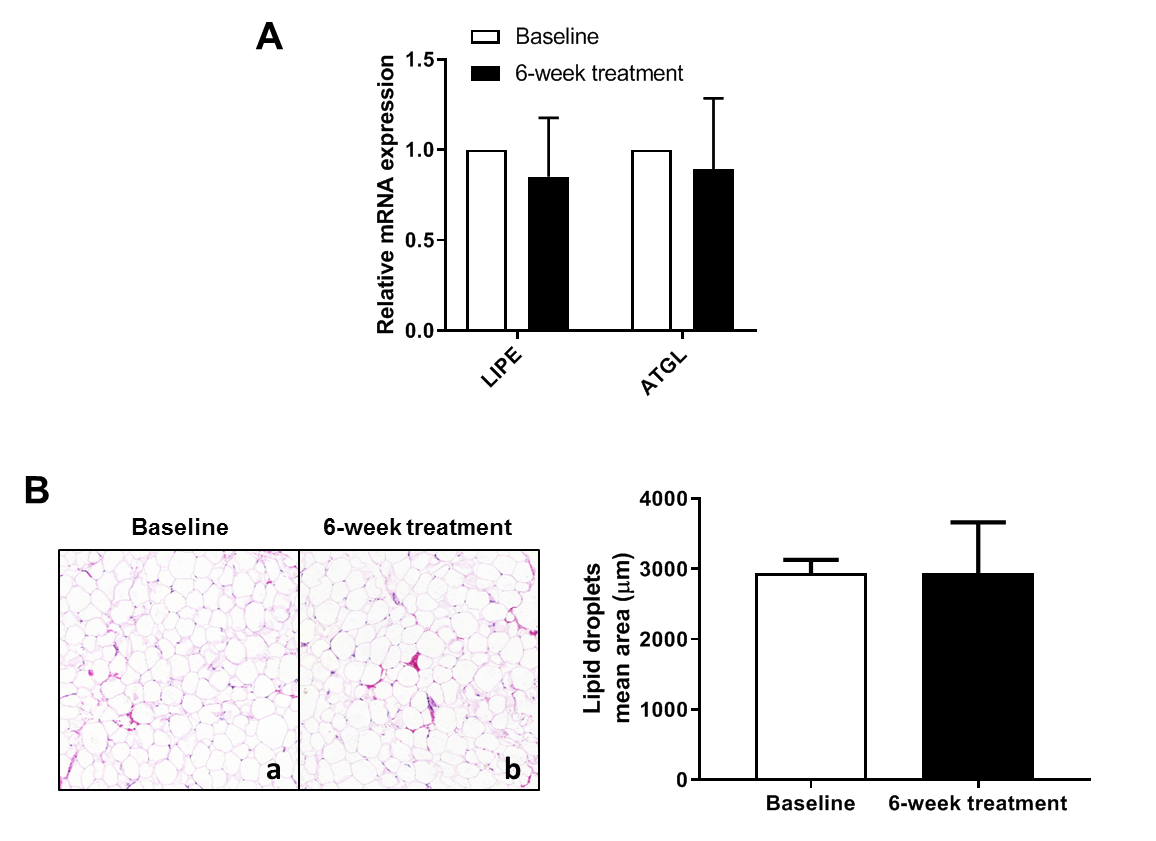 A
Baseline
6-week treatment
Relative mRNA expression
1.5
1.0
0.5
0.0
LIPE
ATGL
B
Baseline
6-week treatment
a
b
Lipid droplets
mean area (μm)
4000
3000
2000
1000
0
Baseline
6-week treatment